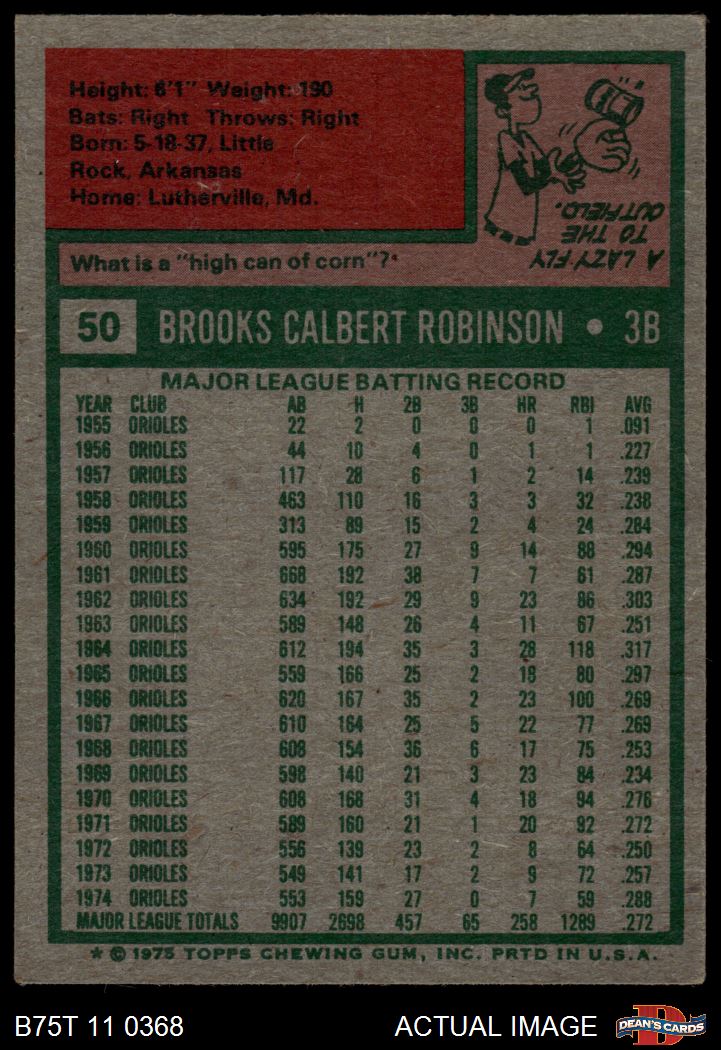 Height: 6'1" Weight: 190
Bats: Right Throws: Right
Born: 5-18-37, Little
Rock, Arkansas
Home: Lutherville, Md.
What is a "high can of corn"?
A LAZY FLY
TO THE
OUTFIELD.
50 BROOKS CALBERT ROBINSON • 3B
MAJOR LEAGUE BATTING RECORD
YEAR CLUB AB H 2B 3B HR RBI AVG
1955 ORIOLES 22 2 0 0 0 1 .091
1956 ORIOLES 44 10 4 0 1 1 .227
1957 ORIOLES 117 28 6 1 2 14 .239
1958 ORIOLES 463 110 16 3 3 32 .238
1959 ORIOLES 313 89 15 2 4 24 .284
1960 ORIOLES 595 175 27 9 14 88 .294
1961 ORIOLES 668 192 38 7 7 61 .287
1962 ORIOLES 634 192 29 9 23 86 .303
1963 ORIOLES 589 148 26 4 11 67 .251
1964 ORIOLES 612 194 35 3 28 118 .317
1965 ORIOLES 559 166 25 2 18 80 .297
1966 ORIOLES 620 167 35 2 23 100 .269
1967 ORIOLES 610 164 25 5 22 77 .269
1968 ORIOLES 608 154 36 6 17 75 .253
1969 ORIOLES 598 140 21 3 23 84 .234
1970 ORIOLES 608 168 31 4 18 94 .276
1971 ORIOLES 589 160 21 1 20 92 .272
1972 ORIOLES 556 139 23 2 8 64 .250
1973 ORIOLES 549 141 17 2 9 72 .257
1974 ORIOLES 553 159 27 0 7 59 .288
MAJOR LEAGUE TOTALS 9907 2698 457 65 258 1289 .272
* © 1975 TOPPS CHEWING GUM, INC. PRTD IN U.S.A.
B75T 11 0368 ACTUAL IMAGE DEAN'S CARDS